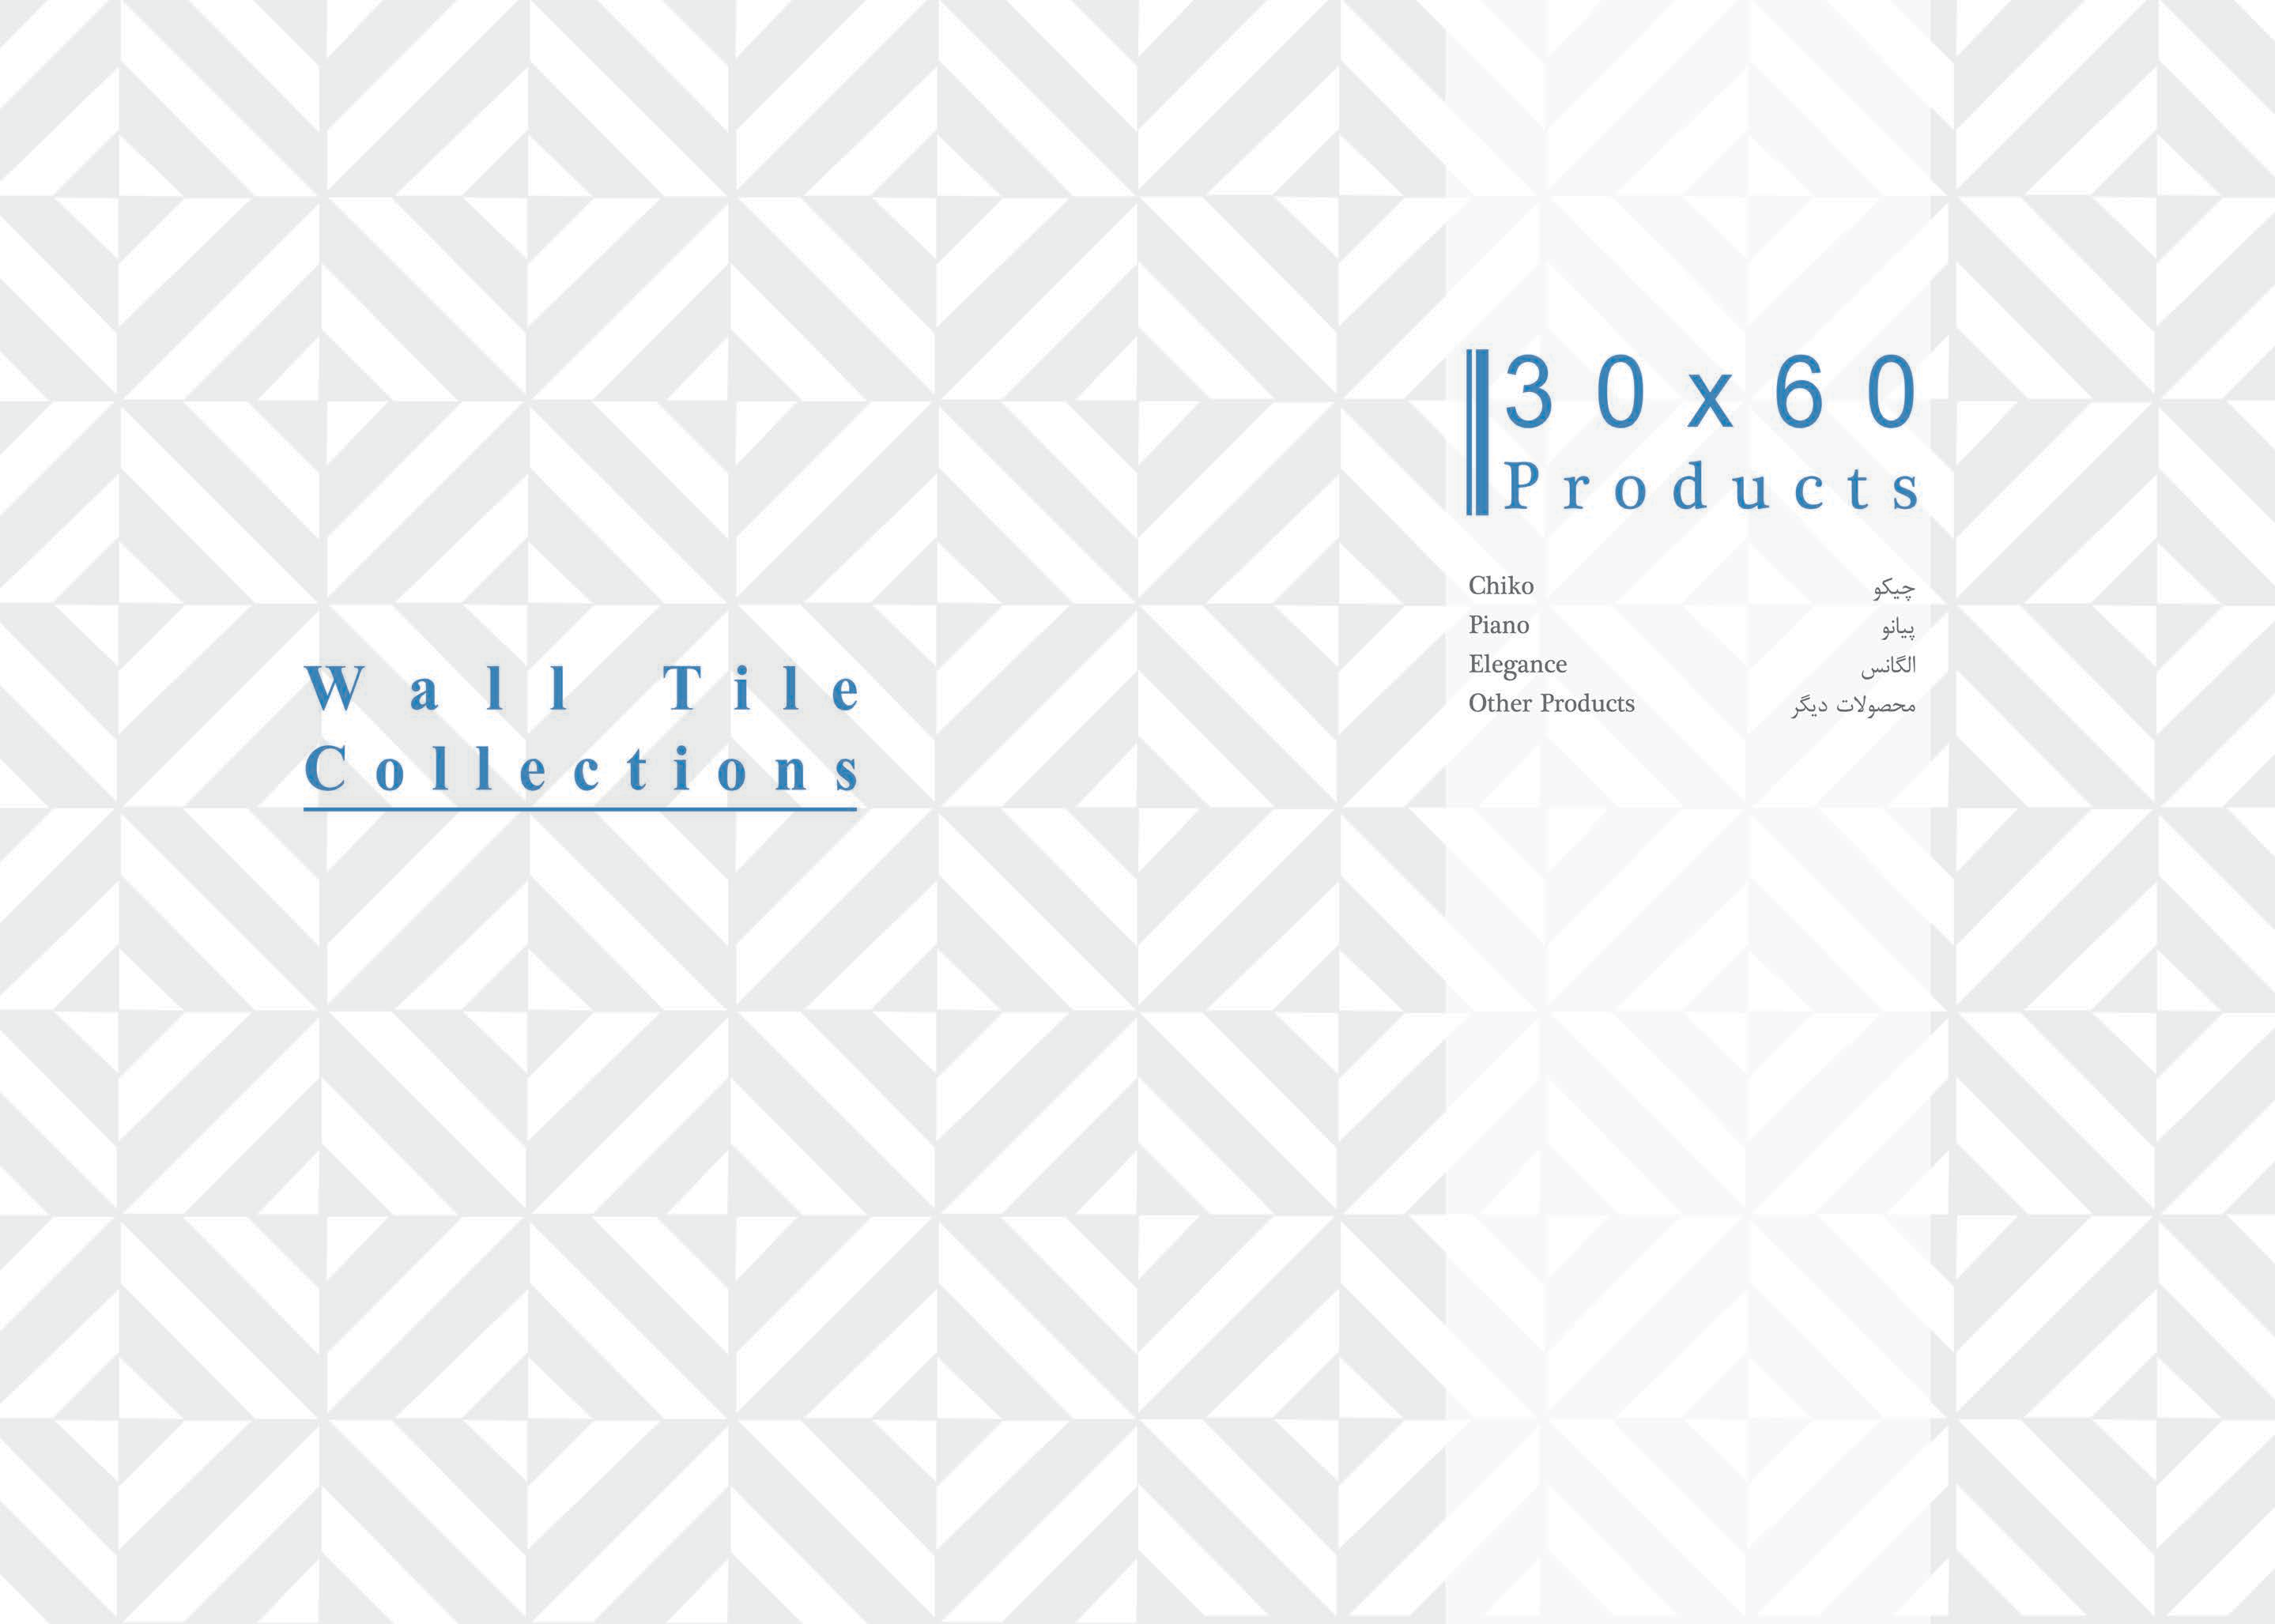 Wall Tile
Collections
30x60
Products
Chiko چیکو
Piano پیانو
Elegance الگانس
Other Products محصولات دیگر